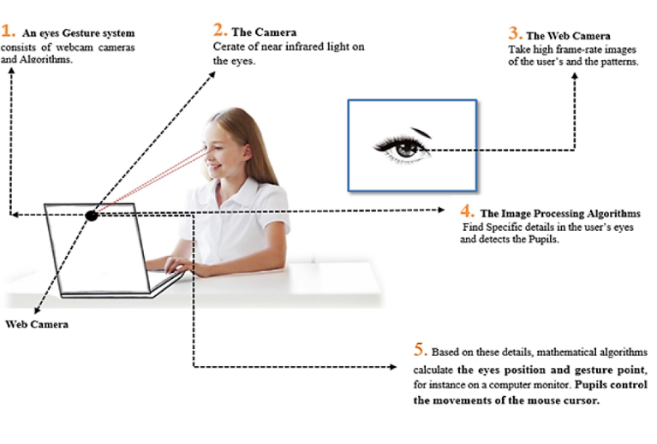 1. An eyes Gesture system
consists of webcam cameras
and Algorithms.
2. The Camera
Cerate of near infrared light on
the eyes.
3. The Web Camera
Take high frame-rate images
of the user's and the patterns.
4. The Image Processing Algorithms
Find Specific details in the user's eyes
and detects the Pupils.
Web Camera
5. Based on these details, mathematical algorithms
calculate the eyes position and gesture point,
for instance on a computer monitor. Pupils control
the movements of the mouse cursor.